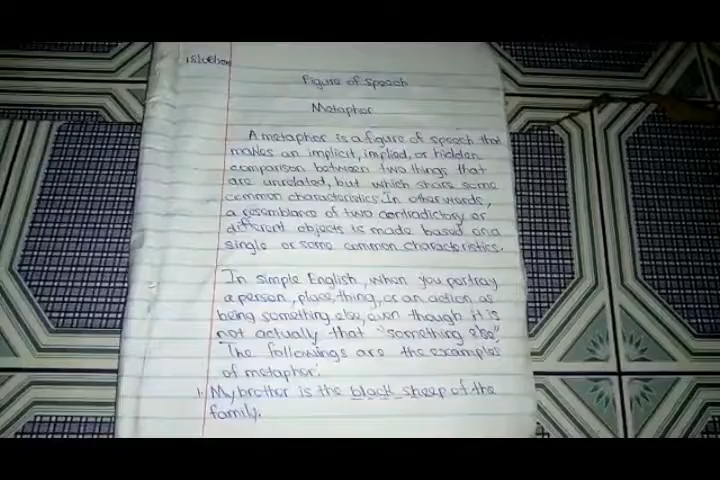 Figure of speech
Metaphor
A metaphor is a figure of speech that
makes an implicit, implied, or hidden
comparison between two things that
are unrelated, but which share some
common characteristics. In other words,
a resemblance of two contradictory or
different objects is made based on a
single or some common characteristics.
In simple English, when you portray
a person, place, thing, or an action as
being something else, even though it is
not actually that "something else".
The followings are the examples
of metaphor:
1. My brother is the black sheep of the
family.